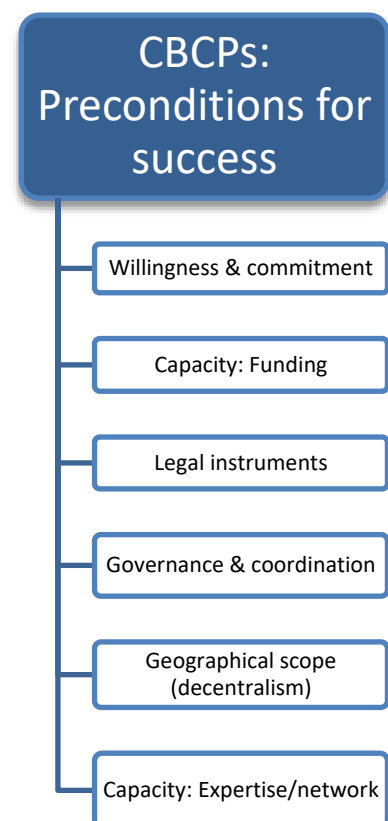 CBCPs:
Preconditions for
success
Willingness & commitment
Capacity: Funding
Legal instruments
Governance & coordination
Geographical scope
(decentralism)
Capacity: Expertise/network